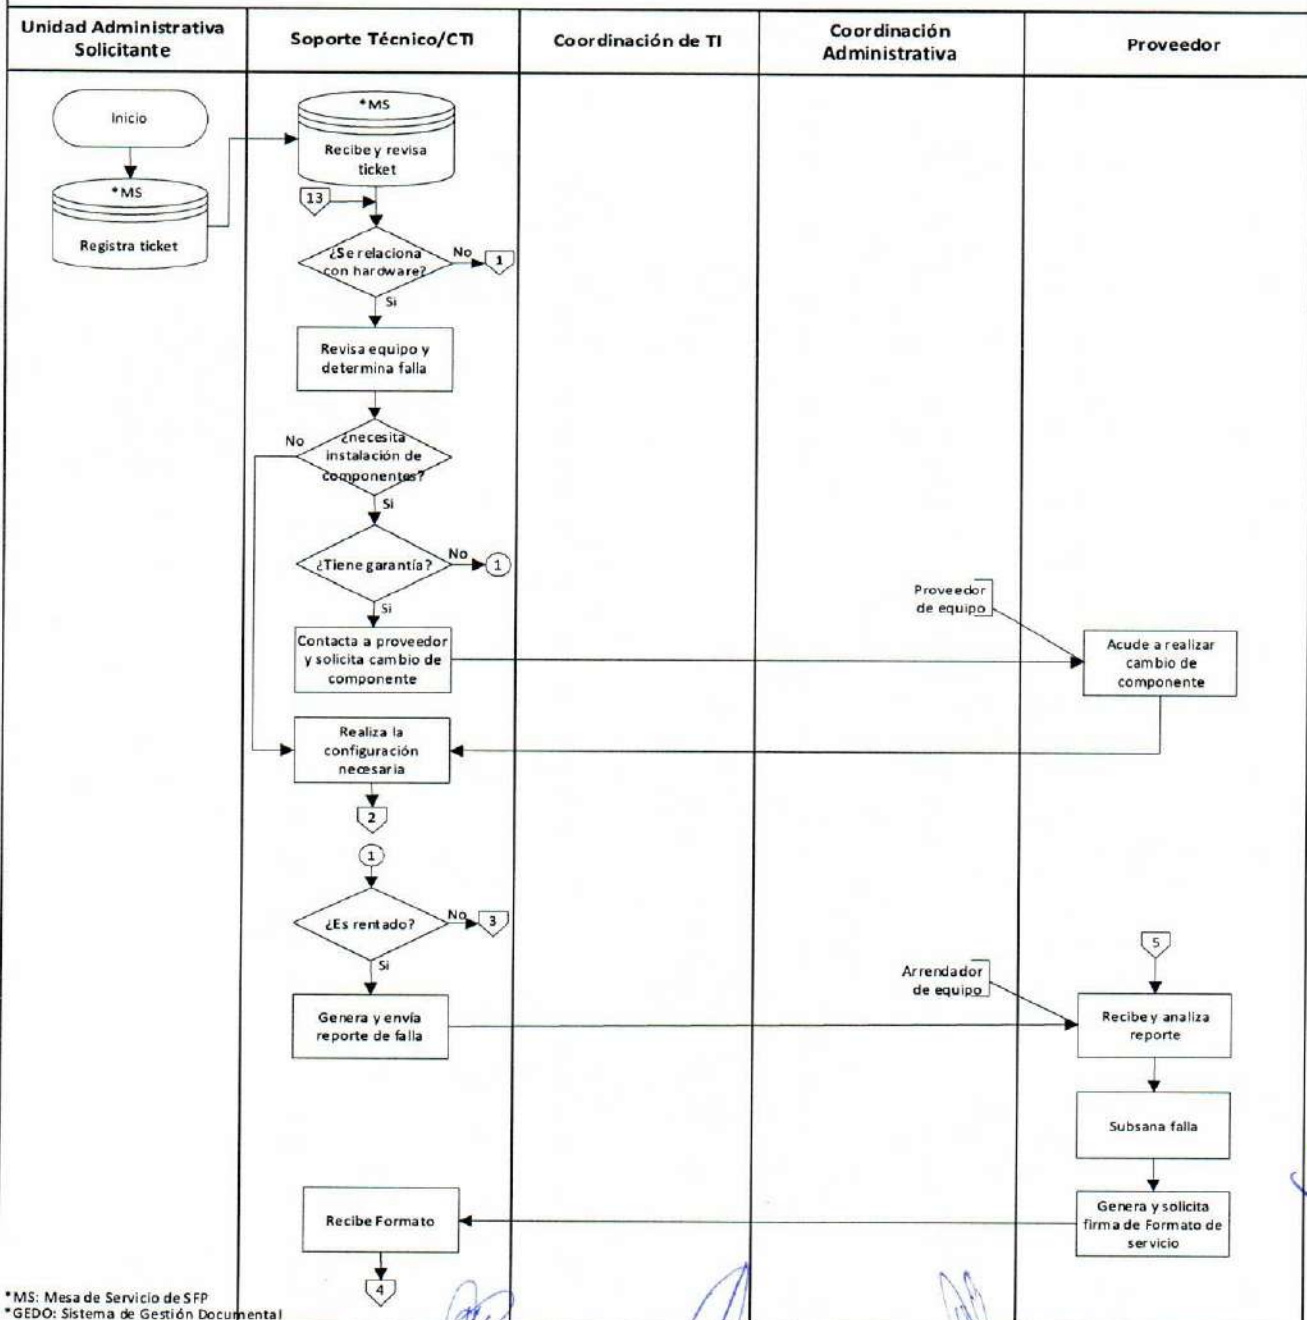 Unidad Administrativa
Solicitante
Soporte Técnico/CTI
Coordinación de TI
Coordinación
Administrativa
Proveedor
Inicio
*MS
Registra ticket
*MS
Recibe y revisa
ticket
13
¿Se relaciona
con hardware?
No
1
Si
Revisa equipo y
determina falla
No
¿necesita
instalación de
componentes?
Si
¿Tiene garantía?
No
1
Si
Contacta a proveedor
y solicita cambio de
componente
Proveedor
de equipo
Acude a realizar
cambio de
componente
Realiza la
configuración
necesaria
2
1
¿Es rentado?
No
3
Si
Genera y envía
reporte de falla
Arrendador
de equipo
5
Recibe y analiza
reporte
Subsana falla
Genera y solicita
firma de Formato de
servicio
Recibe Formato
4
*MS: Mesa de Servicio de SFP
*GEDO: Sistema de Gestión Documental